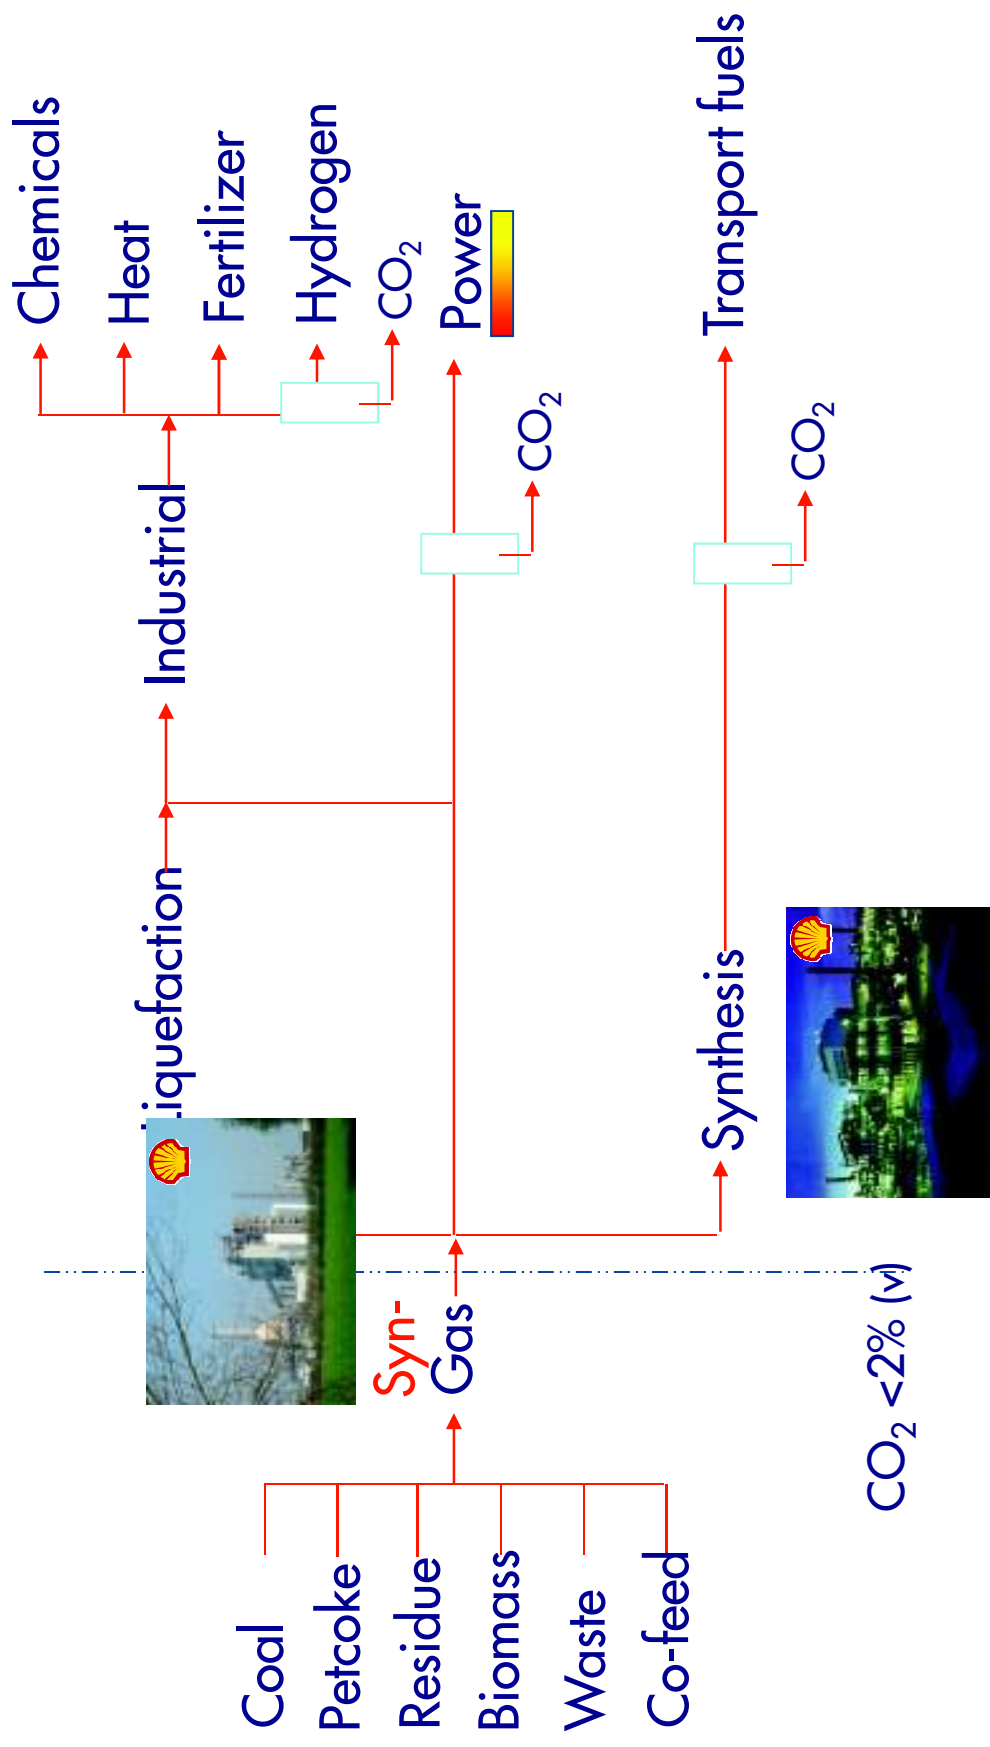 Coal
Petcoke
Residue
Biomass
Waste
Co-feed
Syn-
Gas
CO₂ <2% (v)
Liquefaction
Synthesis
Industrial
CO₂
CO₂
Chemicals
Heat
Fertilizer
Hydrogen
CO₂
Power
Transport fuels